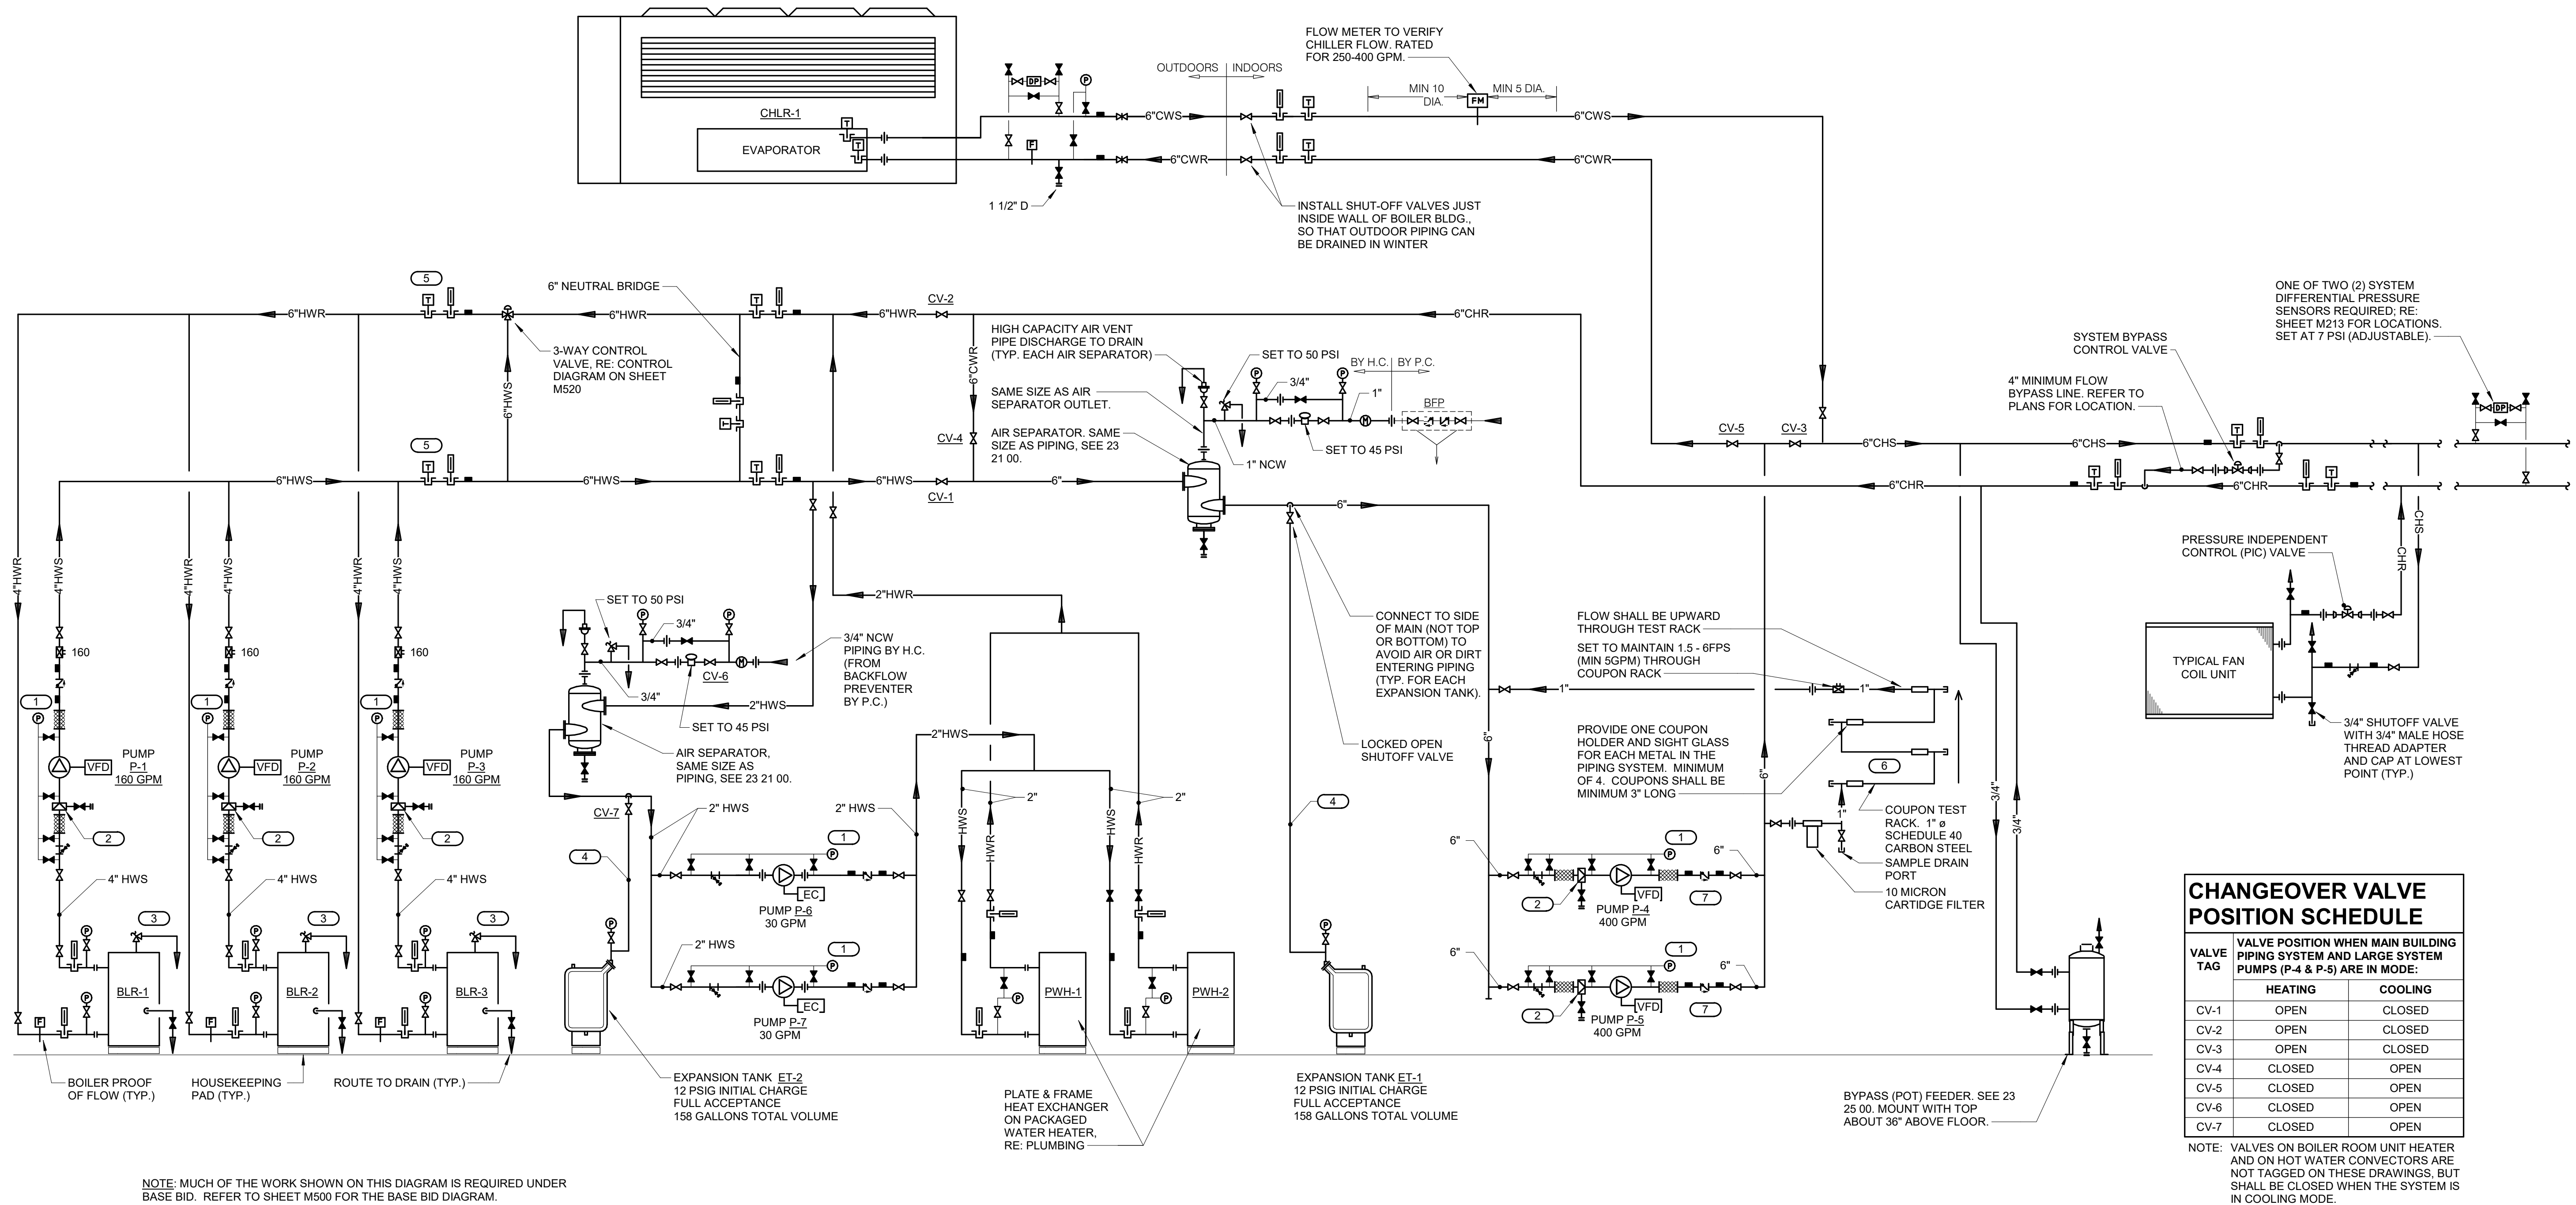 FLOW METER TO VERIFY
CHILLER FLOW. RATED
FOR 250-400 GPM.
OUTDOORS
INDOORS
MIN 10
DIA.
MIN 5 DIA.
DP
P
FM
CHLR-1
T
T
EVAPORATOR
F
6"CWS
T
6"CWS
6"CWR
T
6"CWR
1 1/2" D
INSTALL SHUT-OFF VALVES JUST
INSIDE WALL OF BOILER BLDG.,
SO THAT OUTDOOR PIPING CAN
BE DRAINED IN WINTER
5
6" NEUTRAL BRIDGE
CV-2
6"HWR
T
6"HWR
T
6"HWR
6"CHR
3-WAY CONTROL
VALVE, RE: CONTROL
DIAGRAM ON SHEET
M520
6"HWS
T
6"CWR
HIGH CAPACITY AIR VENT
PIPE DISCHARGE TO DRAIN
(TYP. EACH AIR SEPARATOR)
SAME SIZE AS AIR
SEPARATOR OUTLET.
AIR SEPARATOR. SAME
SIZE AS PIPING, SEE 23
21 00.
CV-4
SET TO 50 PSI
BY H.C.
BY P.C.
P
P
3/4"
1"
M
BFP
SET TO 45 PSI
1" NCW
5
6"HWS
T
6"HWS
T
6"HWS
CV-1
6"
6"
ONE OF TWO (2) SYSTEM
DIFFERENTIAL PRESSURE
SENSORS REQUIRED; RE:
SHEET M213 FOR LOCATIONS.
SET AT 7 PSI (ADJUSTABLE).
SYSTEM BYPASS
CONTROL VALVE
4" MINIMUM FLOW
BYPASS LINE. REFER TO
PLANS FOR LOCATION.
DP
CV-5
CV-3
6"CHS
6"CHS
T
6"CHR
T
6"CHR
T
CHS
CHR
PRESSURE INDEPENDENT
CONTROL (PIC) VALVE
TYPICAL FAN
COIL UNIT
3/4" SHUTOFF VALVE
WITH 3/4" MALE HOSE
THREAD ADAPTER
AND CAP AT LOWEST
POINT (TYP.)
4"HWR
4"HWS
4"HWR
4"HWS
4"HWR
4"HWS
160
160
160
1
1
1
P
P
P
PUMP
P-1
160 GPM
VFD
PUMP
P-2
160 GPM
VFD
PUMP
P-3
160 GPM
VFD
2
2
2
4" HWS
4" HWS
4" HWS
3
3
3
P
P
P
BLR-1
BLR-2
BLR-3
P
P
P
F
F
F
BOILER PROOF
OF FLOW (TYP.)
HOUSEKEEPING
PAD (TYP.)
ROUTE TO DRAIN (TYP.)
SET TO 50 PSI
P
P
3/4"
M
CV-6
3/4"
3/4" NCW
PIPING BY H.C.
(FROM
BACKFLOW
PREVENTER
BY P.C.)
2"HWS
SET TO 45 PSI
AIR SEPARATOR,
SAME SIZE AS
PIPING, SEE 23 21 00.
2"HWR
2"HWS
CV-7
2" HWS
2" HWS
4
1
P
EC
PUMP P-6
30 GPM
2" HWS
1
P
EC
PUMP P-7
30 GPM
P
2"
2"
HWS
HWR
HWS
HWR
P
P
PWH-1
PWH-2
EXPANSION TANK ET-2
12 PSIG INITIAL CHARGE
FULL ACCEPTANCE
158 GALLONS TOTAL VOLUME
PLATE & FRAME
HEAT EXCHANGER
ON PACKAGED
WATER HEATER,
RE: PLUMBING
4
P
EXPANSION TANK ET-1
12 PSIG INITIAL CHARGE
FULL ACCEPTANCE
158 GALLONS TOTAL VOLUME
CONNECT TO SIDE
OF MAIN (NOT TOP
OR BOTTOM) TO
AVOID AIR OR DIRT
ENTERING PIPING
(TYP. FOR EACH
EXPANSION TANK).
LOCKED OPEN
SHUTOFF VALVE
FLOW SHALL BE UPWARD
THROUGH TEST RACK
SET TO MAINTAIN 1.5 - 6FPS
(MIN 5GPM) THROUGH
COUPON RACK
1"
1"
PROVIDE ONE COUPON
HOLDER AND SIGHT GLASS
FOR EACH METAL IN THE
PIPING SYSTEM. MINIMUM
OF 4. COUPONS SHALL BE
MINIMUM 3" LONG
6
6"
6"
1"
COUPON TEST
RACK. 1" ø
SCHEDULE 40
CARBON STEEL
SAMPLE DRAIN
PORT
10 MICRON
CARTIDGE FILTER
6"
1
P
6"
VFD
2
PUMP P-4
400 GPM
7
6"
1
P
6"
VFD
2
PUMP P-5
400 GPM
7
3/4"
3/4"
BYPASS (POT) FEEDER. SEE 23
25 00. MOUNT WITH TOP
ABOUT 36" ABOVE FLOOR.
CHANGEOVER VALVE
POSITION SCHEDULE
VALVE
TAG
VALVE POSITION WHEN MAIN BUILDING
PIPING SYSTEM AND LARGE SYSTEM
PUMPS (P-4 & P-5) ARE IN MODE:
HEATING
COOLING
CV-1 OPEN CLOSED
CV-2 OPEN CLOSED
CV-3 OPEN CLOSED
CV-4 CLOSED OPEN
CV-5 CLOSED OPEN
CV-6 CLOSED OPEN
CV-7 CLOSED OPEN
NOTE: VALVES ON BOILER ROOM UNIT HEATER
AND ON HOT WATER CONVECTORS ARE
NOT TAGGED ON THESE DRAWINGS, BUT
SHALL BE CLOSED WHEN THE SYSTEM IS
IN COOLING MODE.
NOTE: MUCH OF THE WORK SHOWN ON THIS DIAGRAM IS REQUIRED UNDER
BASE BID. REFER TO SHEET M500 FOR THE BASE BID DIAGRAM.